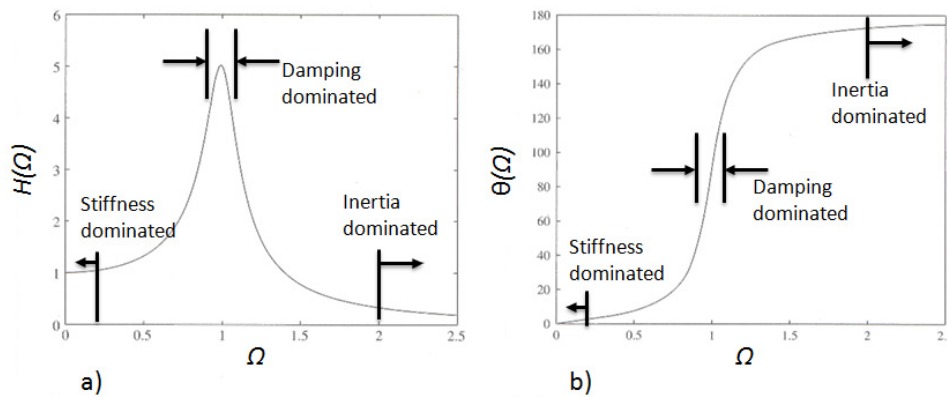 6
5
4
3
2
1
0
H(Ω)
Damping
dominated
Stiffness
dominated
Inertia
dominated
0 0.5 1 1.5 2 2.5
Ω
a)
180
160
140
120
100
80
60
40
20
0
θ(Ω)
Inertia
dominated
Damping
dominated
Stiffness
dominated
0 0.5 1 1.5 2 2.5
Ω
b)